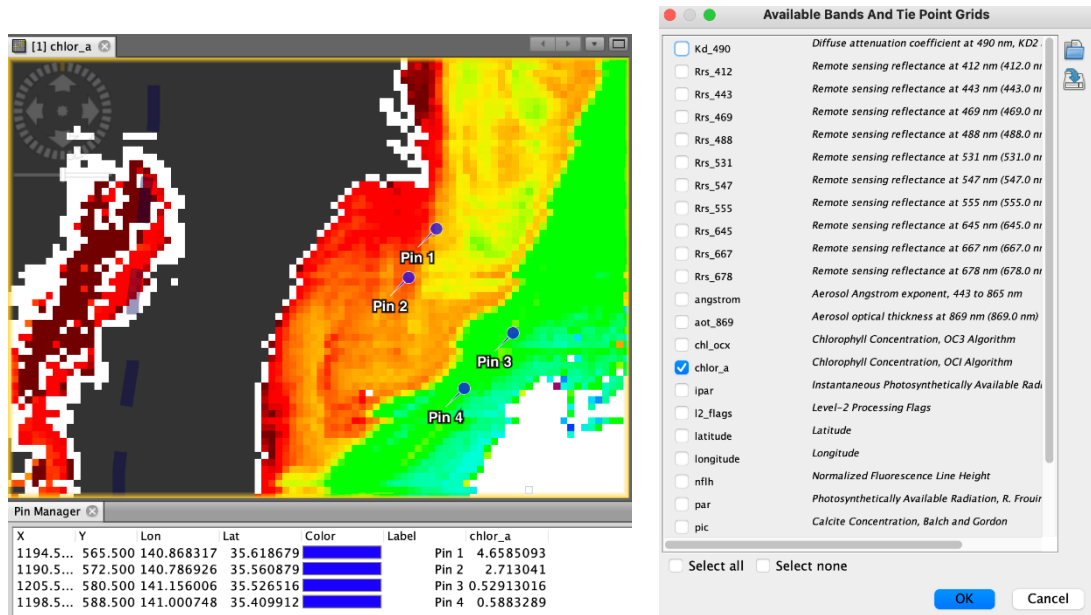 [1] chlor_a
Pin 1
Pin 2
Pin 3
Pin 4
Pin Manager
X Y Lon Lat Color Label chlor_a
1194.5... 565.500 140.868317 35.618679 Pin 1 4.6585093
1190.5... 572.500 140.786926 35.560879 Pin 2 2.713041
1205.5... 580.500 141.156006 35.526516 Pin 3 0.52913016
1198.5... 588.500 141.000748 35.409912 Pin 4 0.5883289
Available Bands And Tie Point Grids
Kd_490 Diffuse attenuation coefficient at 490 nm, KD2
Rrs_412 Remote sensing reflectance at 412 nm (412.0 nm
Rrs_443 Remote sensing reflectance at 443 nm (443.0 nm
Rrs_469 Remote sensing reflectance at 469 nm (469.0 nm
Rrs_488 Remote sensing reflectance at 488 nm (488.0 nm
Rrs_531 Remote sensing reflectance at 531 nm (531.0 nm
Rrs_547 Remote sensing reflectance at 547 nm (547.0 nm
Rrs_555 Remote sensing reflectance at 555 nm (555.0 nm
Rrs_645 Remote sensing reflectance at 645 nm (645.0 nm
Rrs_667 Remote sensing reflectance at 667 nm (667.0 nm
Rrs_678 Remote sensing reflectance at 678 nm (678.0 nm
angstrom Aerosol Angstrom exponent, 443 to 865 nm
aot_869 Aerosol optical thickness at 869 nm (869.0 nm)
chl_ocx Chlorophyll Concentration, OC3 Algorithm
chlor_a Chlorophyll Concentration, OCI Algorithm
ipar Instantaneous Photosynthetically Available Radi
l2_flags Level-2 Processing Flags
latitude Latitude
longitude Longitude
nflh Normalized Fluorescence Line Height
par Photosynthetically Available Radiation, R. Frouin
pic Calcite Concentration, Balch and Gordon
Select all Select none
OK Cancel